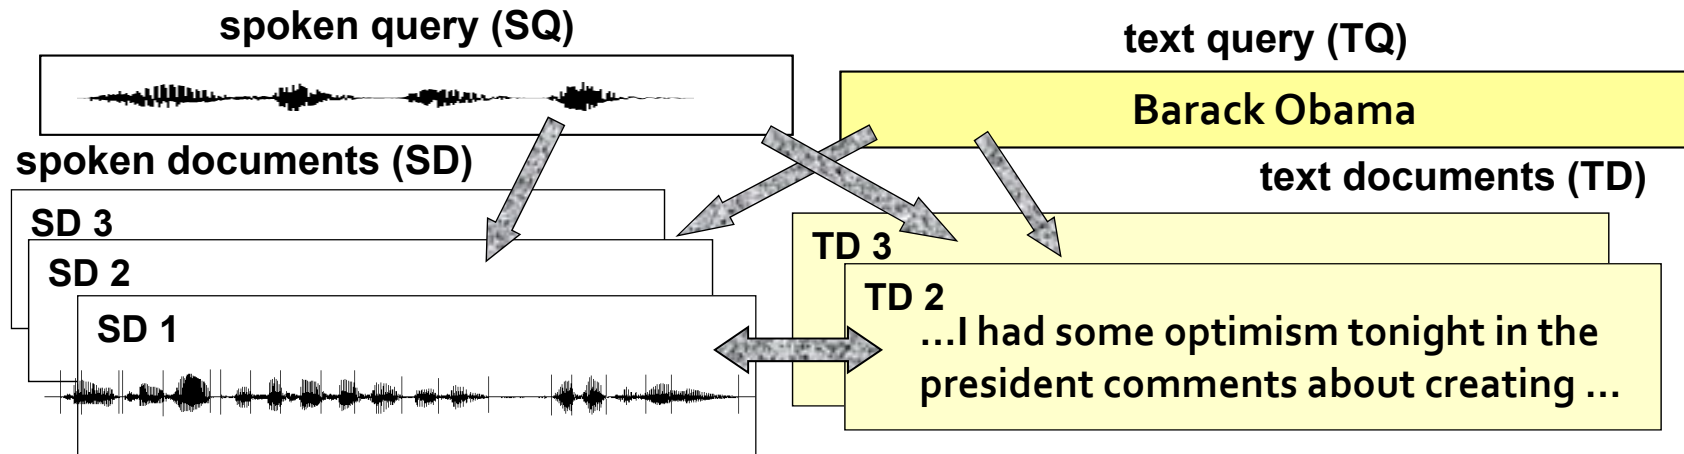 spoken query (SQ)
text query (TQ)
Barack Obama
spoken documents (SD)
text documents (TD)
SD 3
SD 2
SD 1
TD 3
TD 2
...I had some optimism tonight in the
president comments about creating ...